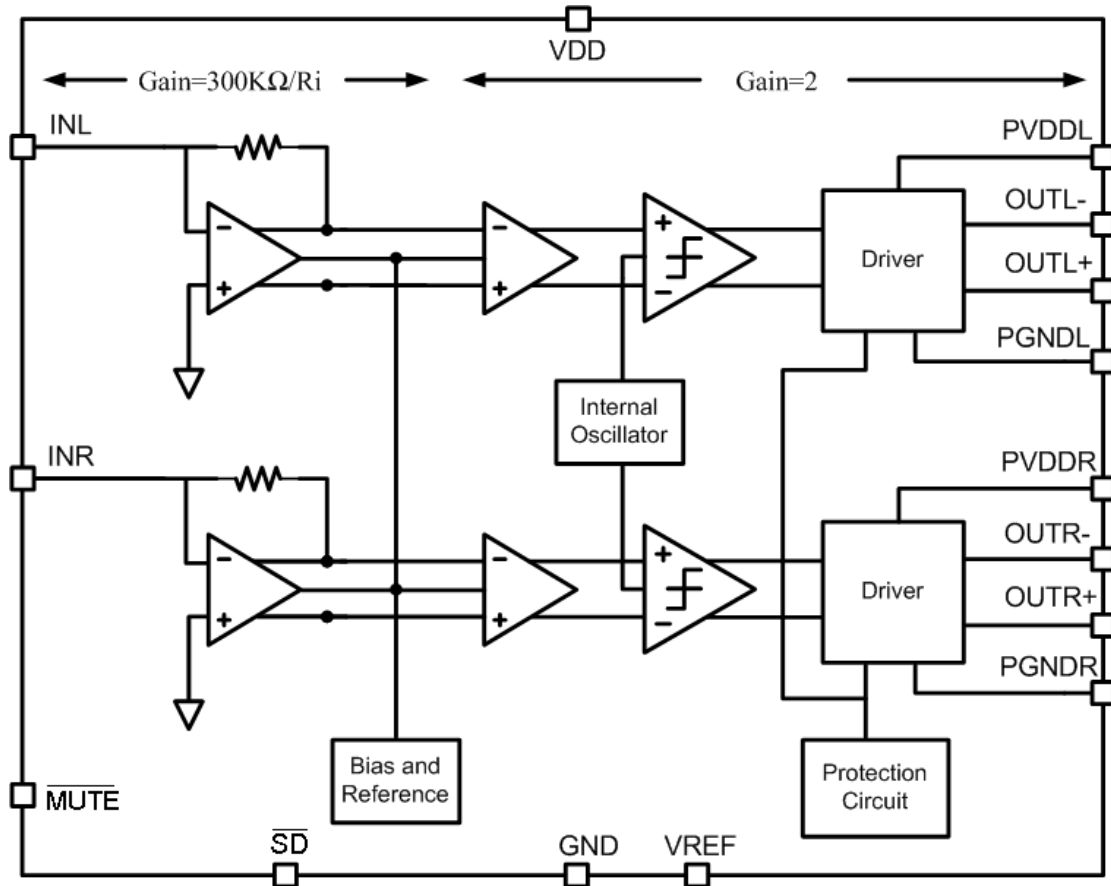 VDD
Gain=300KΩ/Ri
Gain=2
INL
PVDDL
OUTL-
Driver
OUTL+
PGNDL
Internal
Oscillator
INR
PVDDR
OUTR-
Driver
OUTR+
PGNDR
Bias and
Reference
Protection
Circuit
MUTE
SD
GND
VREF
- + - + + -
- + - + + -